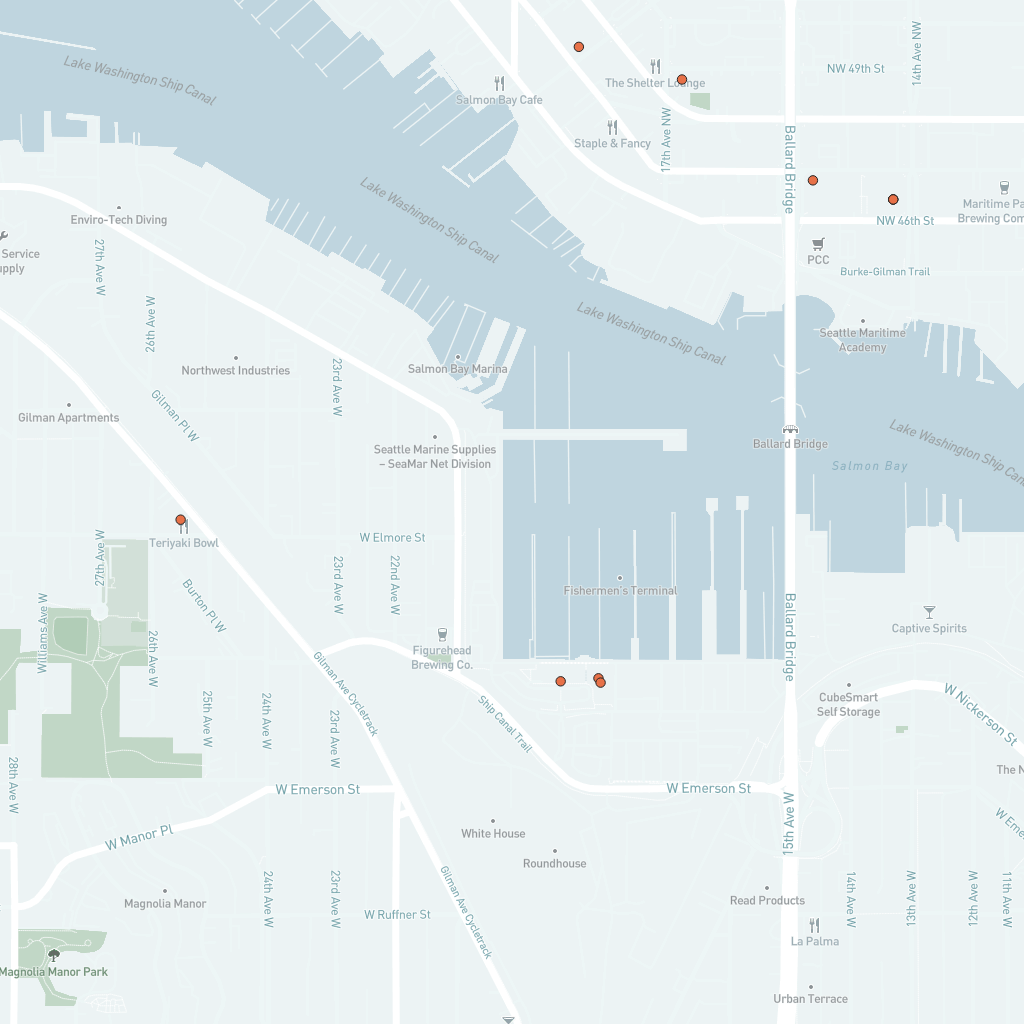 Lake Washington Ship Canal
NW 49th St
14th Ave NW
The Shelter Lounge
Salmon Bay Cafe
Staple & Fancy
17th Ave NW
Ballard Bridge
Lake Washington Ship Canal
Maritime Pa
Brewing Com
NW 46th St
Enviro-Tech Diving
Service
pply
27th Ave W
PCC
Burke-Gilman Trail
26th Ave W
Lake Washington Ship Canal
Seattle Maritime
Academy
Northwest Industries
23rd Ave W
Salmon Bay Marina
Gilman Apartments
Gilman Pl W
Seattle Marine Supplies
– SeaMar Net Division
Ballard Bridge
Lake Washington Ship Cana
Salmon Bay
Teriyaki Bowl
W Elmore St
27th Ave W
23rd Ave W
22nd Ave W
Fishermen's Terminal
Burton Pl W
Williams Ave W
Ballard Bridge
Captive Spirits
26th Ave W
Figurehead
Brewing Co.
Gilman Ave Cycletrack
25th Ave W
24th Ave W
23rd Ave W
Ship Canal Trail
CubeSmart
Self Storage
W Nickerson St
28th Ave W
The N
W Emerson St
W Emerson St
W Manor Pl
15th Ave W
W Eme
White House
Roundhouse
Magnolia Manor
24th Ave W
23rd Ave W
W Ruffner St
Gilman Ave Cycletrack
Read Products
14th Ave W
13th Ave W
12th Ave W
11th Ave W
La Palma
Magnolia Manor Park
Urban Terrace